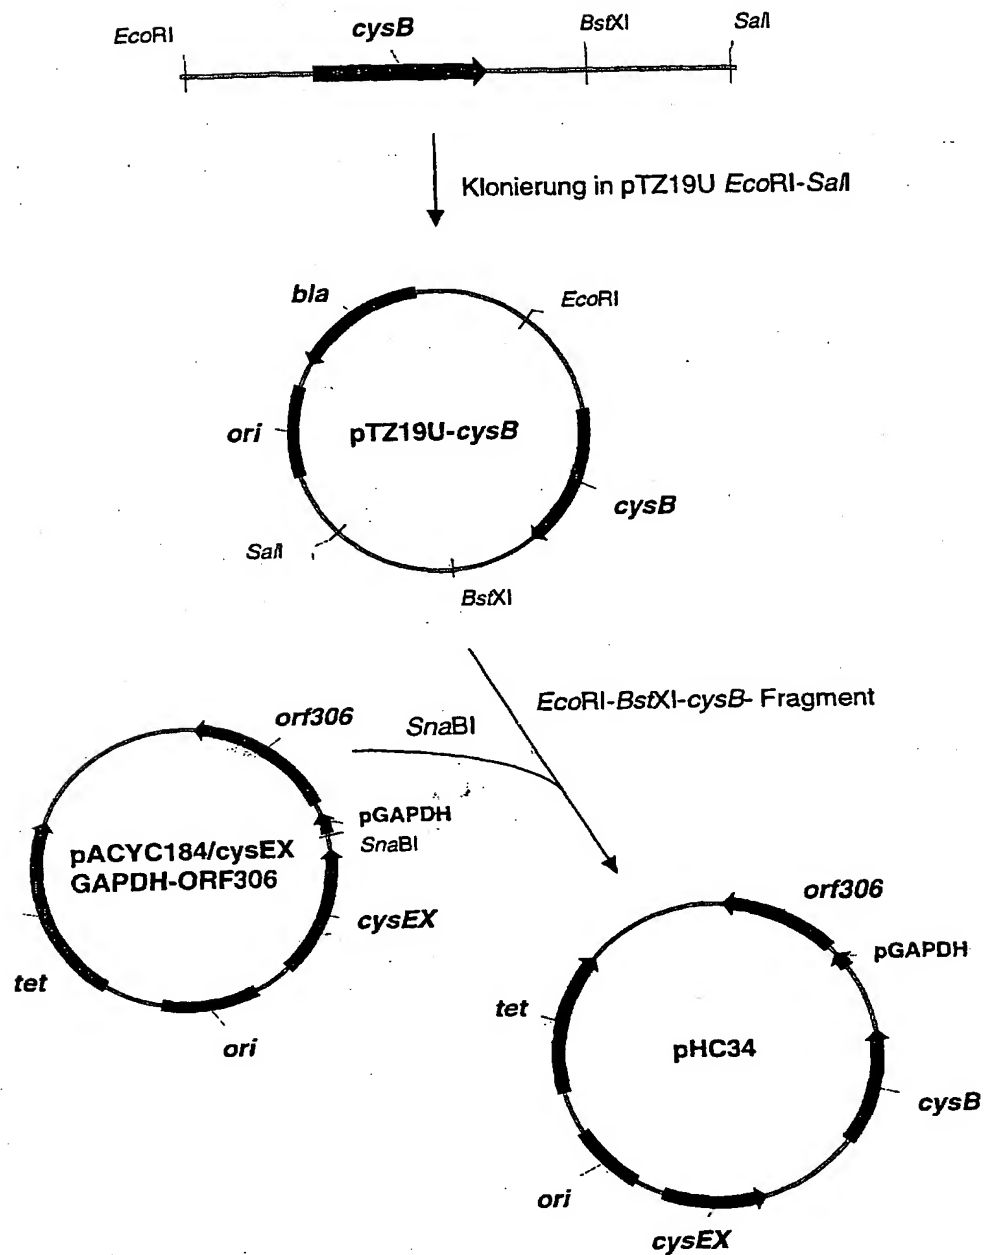 EcoRI
cysB
BstXI
SalI
Klonierung in pTZ19U EcoRI-SalI
bla
EcoRI
ori
pTZ19U-cysB
cysB
SalI
BstXI
EcoRI-BstXI-cysB- Fragment
SnaBI
orf306
pGAPDH
SnaBI
pACYC184/cysEX
GAPDH-ORF306
cysEX
tet
ori
orf306
pGAPDH
tet
pHC34
cysB
ori
cysEX